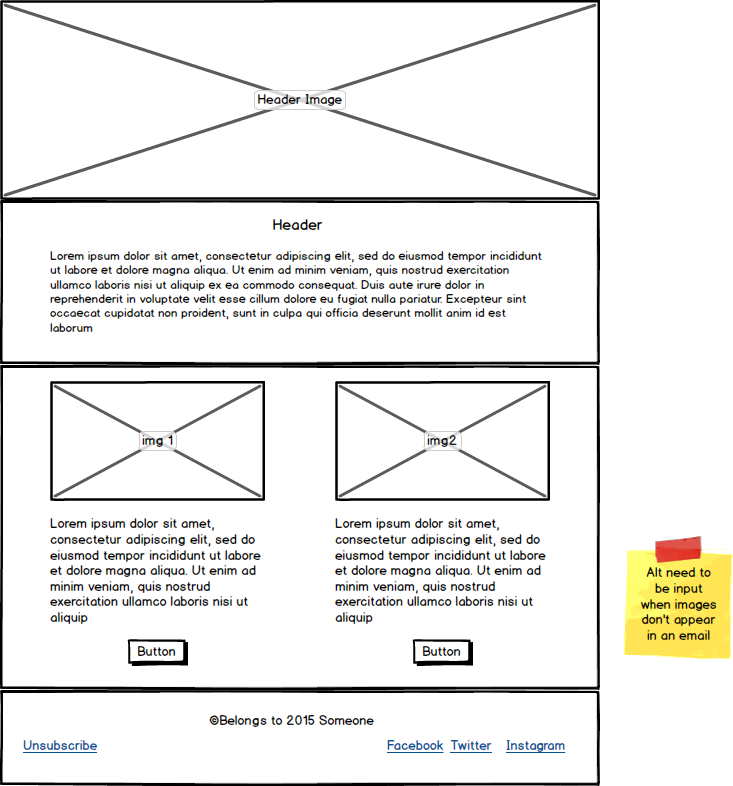 Header Image
Header
Lorem ipsum dolor sit amet, consectetur adipiscing elit, sed do eiusmod tempor incididunt
ut labore et dolore magna aliqua. Ut enim ad minim veniam, quis nostrud exercitation
ullamco laboris nisi ut aliquip ex ea commodo consequat. Duis aute irure dolor in
reprehenderit in voluptate velit esse cillum dolore eu fugiat nulla pariatur. Excepteur sint
occaecat cupidatat non proident, sunt in culpa qui officia deserunt mollit anim id est
laborum
img 1
Lorem ipsum dolor sit amet,
consectetur adipiscing elit, sed do
eiusmod tempor incididunt ut labore
et dolore magna aliqua. Ut enim ad
minim veniam, quis nostrud
exercitation ullamco laboris nisi ut
aliquip
Button
img2
Lorem ipsum dolor sit amet,
consectetur adipiscing elit, sed do
eiusmod tempor incididunt ut labore
et dolore magna aliqua. Ut enim ad
minim veniam, quis nostrud
exercitation ullamco laboris nisi ut
aliquip
Button
Alt need to
be input
when images
don't appear
in an email
©Belongs to 2015 Someone
Unsubscribe Facebook Twitter Instagram